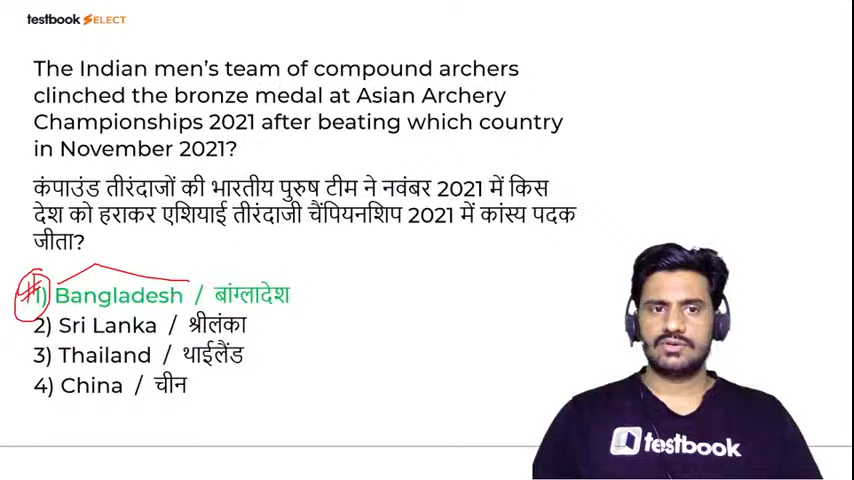 testbook SELECT
The Indian men's team of compound archers
clinched the bronze medal at Asian Archery
Championships 2021 after beating which country
in November 2021?
कंपाउंड तीरंदाजों की भारतीय पुरुष टीम ने नवंबर 2021 में किस
देश को हराकर एशियाई तीरंदाजी चैंपियनशिप 2021 में कांस्य पदक
जीता?
1) Bangladesh / बांग्लादेश
2) Sri Lanka / श्रीलंका
3) Thailand / थाईलैंड
4) China / चीन
testbook